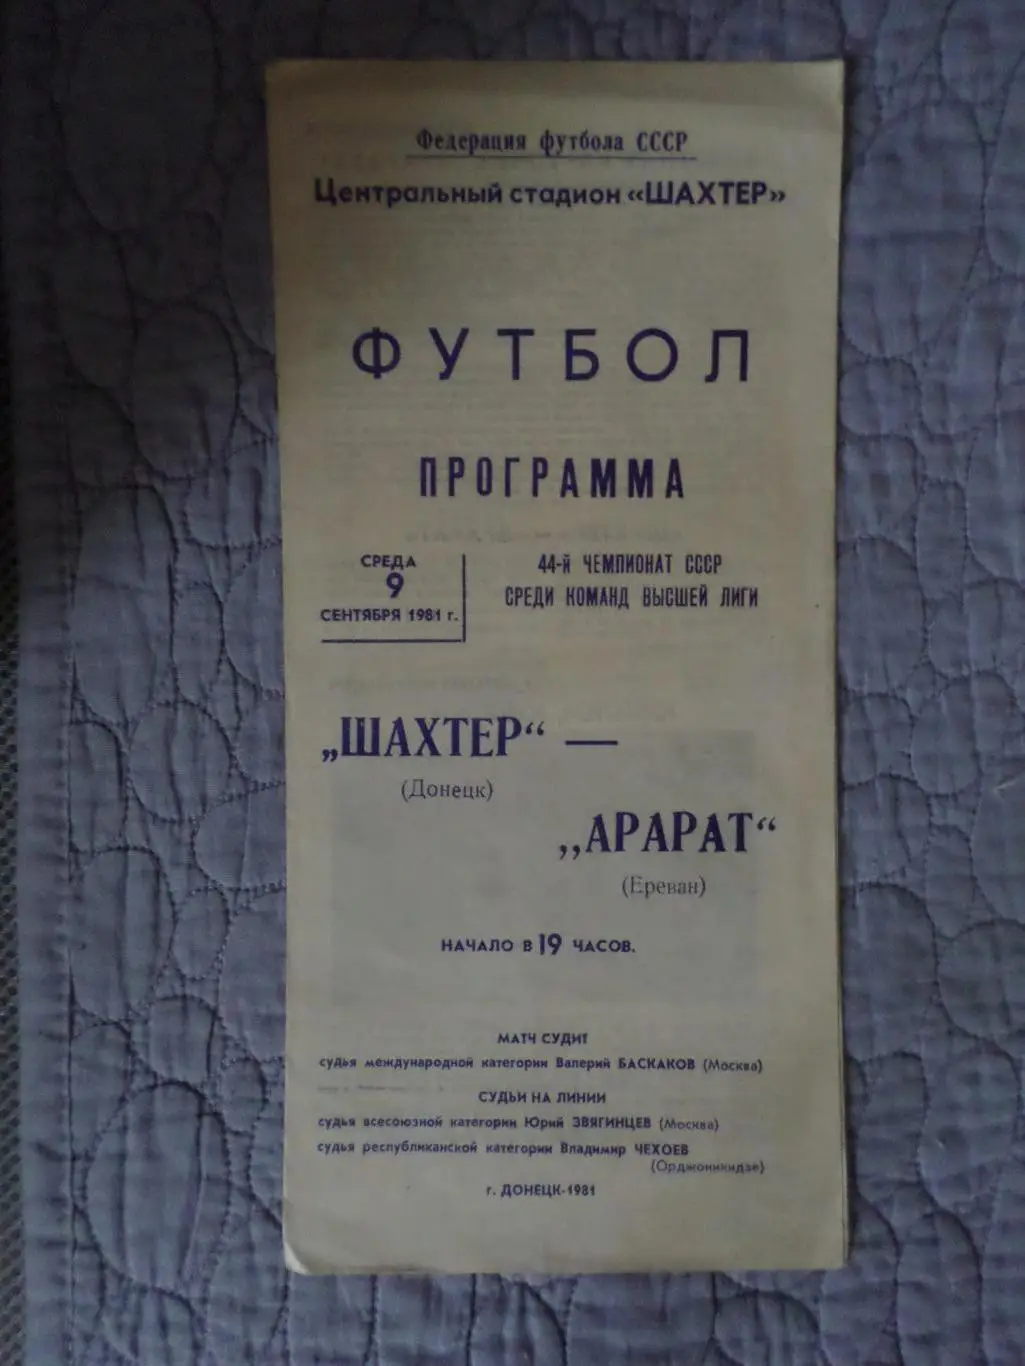 Федерация футбола СССР
Центральный стадион «ШАХТЕР»
ФУТБОЛ
ПРОГРАММА
СРЕДА
9
СЕНТЯБРЯ 1981 г.
44-й ЧЕМПИОНАТ СССР
СРЕДИ КОМАНД ВЫСШЕЙ ЛИГИ
„ШАХТЕР“ —
(Донецк)
„АРАРАТ“
(Ереван)
НАЧАЛО В 19 ЧАСОВ.
МАТЧ СУДИТ
судья международной категории Валерий БАСКАКОВ (Москва)
СУДЬИ НА ЛИНИИ
судья всесоюзной категории Юрий ЗВЯГИНЦЕВ (Москва)
судья республиканской категории Владимир ЧЕХОЕВ
(Орджоникидзе)
г. ДОНЕЦК-1981